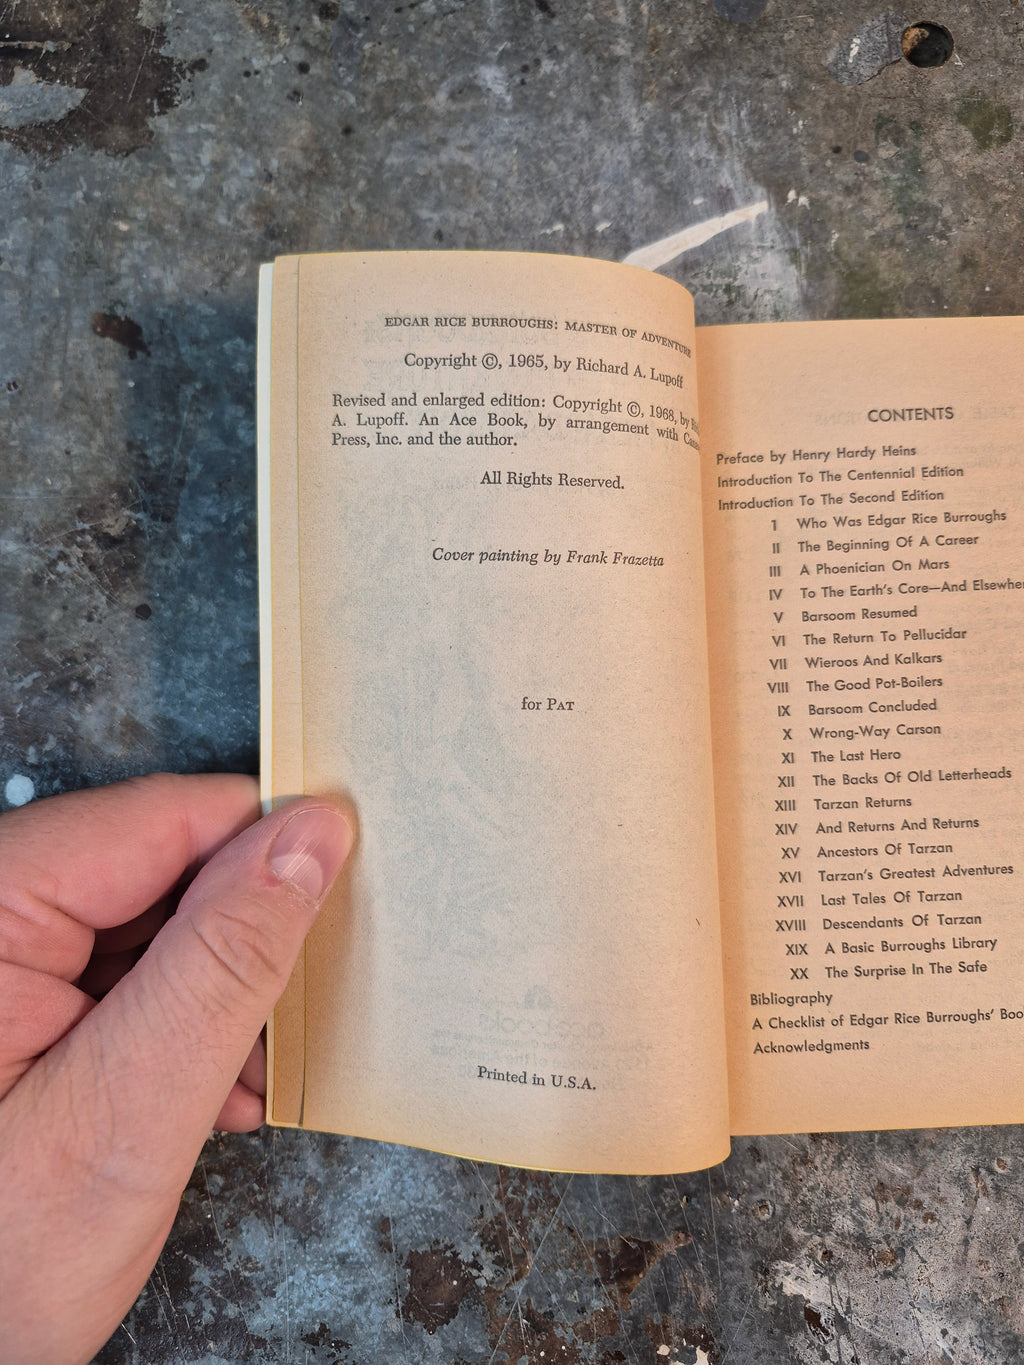 EDGAR RICE BURROUGHS: MASTER OF ADVENTURE
Copyright ©, 1965, by Richard A. Lupoff
Revised and enlarged edition: Copyright ©, 1968, by
A. Lupoff. An Ace Book, by arrangement with
Press, Inc. and the author.
All Rights Reserved.
Cover painting by Frank Frazetta
for PAT
Printed in U.S.A.
CONTENTS
Preface by Henry Hardy Heins
Introduction To The Centennial Edition
Introduction To The Second Edition
I Who Was Edgar Rice Burroughs
II The Beginning Of A Career
III A Phoenician On Mars
IV To The Earth's Core—And Elsewhere
V Barsoom Resumed
VI The Return To Pellucidar
VII Wieroos And Kalkars
VIII The Good Pot-Boilers
IX Barsoom Concluded
X Wrong-Way Carson
XI The Last Hero
XII The Backs Of Old Letterheads
XIII Tarzan Returns
XIV And Returns And Returns
XV Ancestors Of Tarzan
XVI Tarzan's Greatest Adventures
XVII Last Tales Of Tarzan
XVIII Descendants Of Tarzan
XIX A Basic Burroughs Library
XX The Surprise In The Safe
Bibliography
A Checklist of Edgar Rice Burroughs'
Acknowledgments